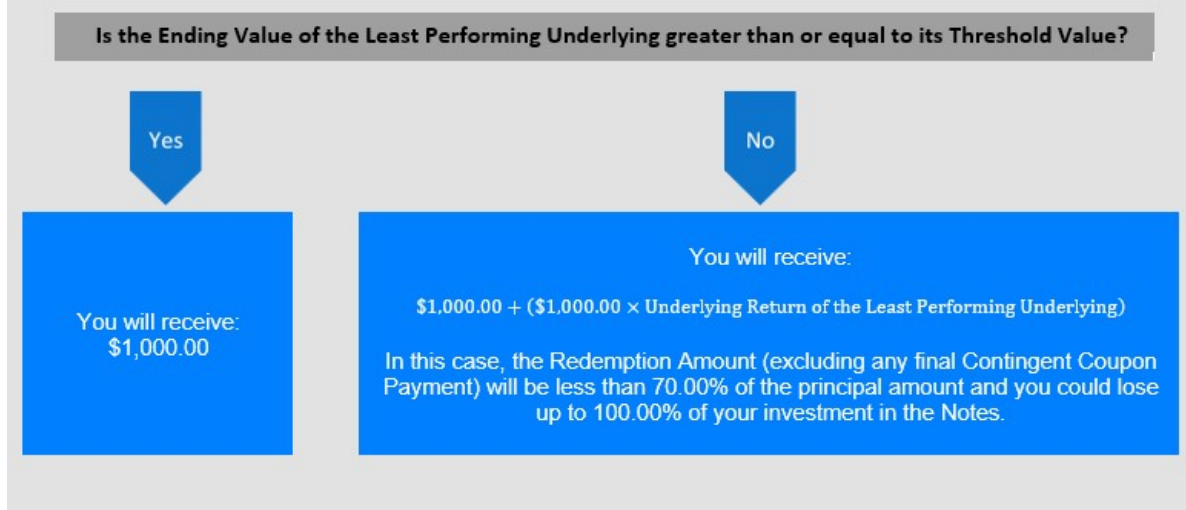 Is the Ending Value of the Least Performing Underlying greater than or equal to its Threshold Value?
Yes
No
You will receive:
$1,000.00
You will receive:
$1,000.00 + ($1,000.00 × Underlying Return of the Least Performing Underlying)
In this case, the Redemption Amount (excluding any final Contingent Coupon
Payment) will be less than 70.00% of the principal amount and you could lose
up to 100.00% of your investment in the Notes.